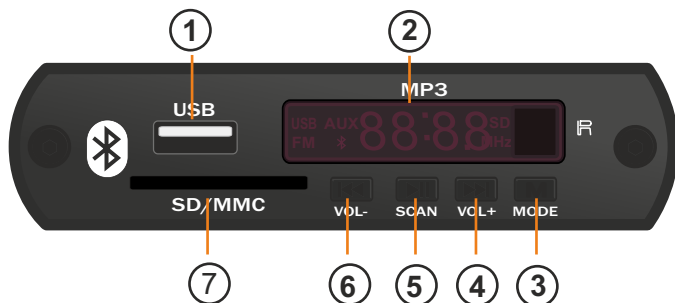 1 2
MP3
USB
USB AUX 88:88 SD
FM MHz
IR
SD/MMC
VOL- SCAN VOL+ MODE
7 6 5 4 3